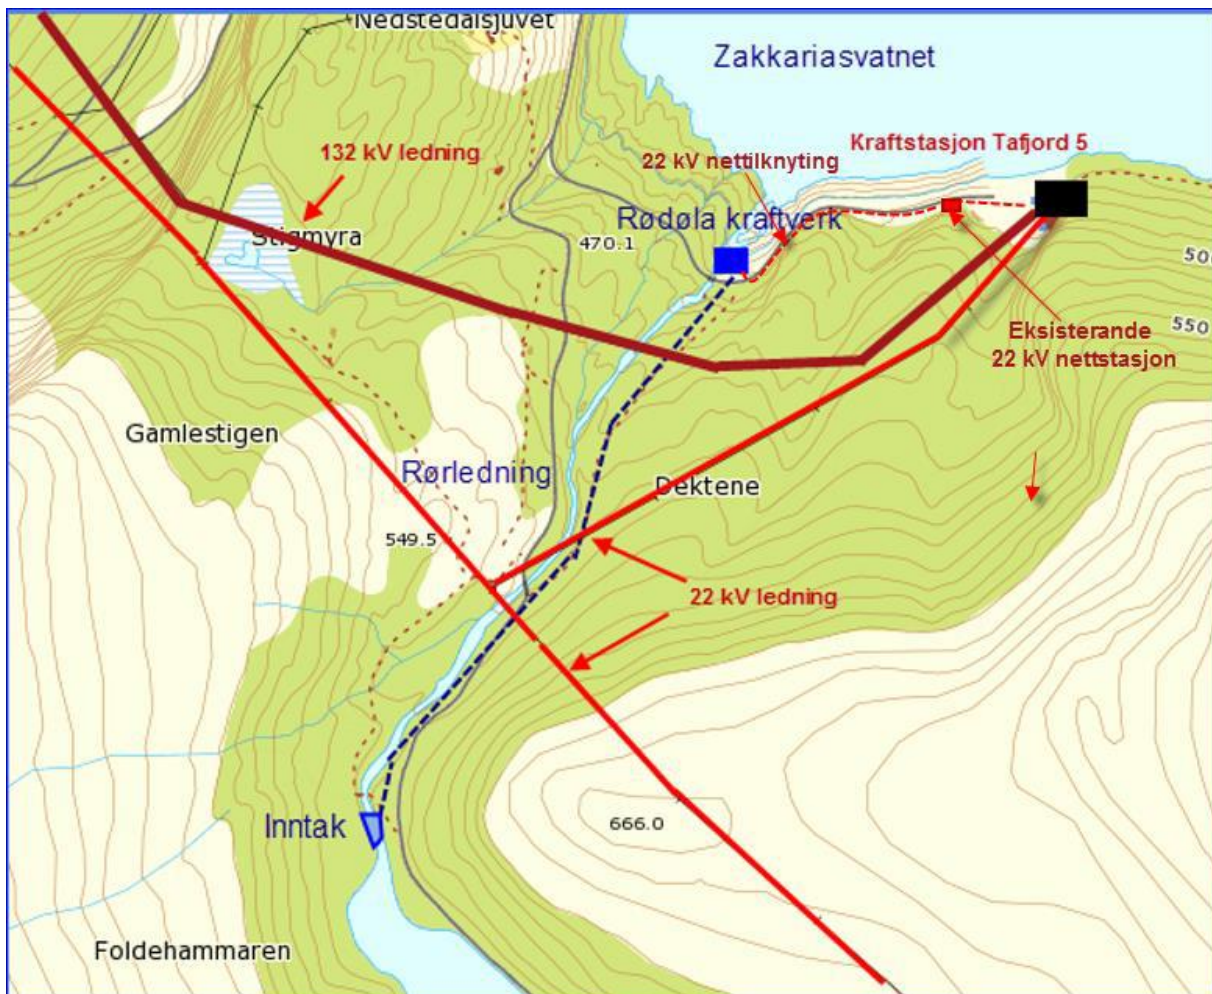 Nedstedalsjuvet
Zakkariasvatnet
Kraftstasjon Tafjord 5
132 kV ledning
22 kV nettilknyting
Rødøla kraftverk
Stigmyra
470.1
500
550
Eksisterande
22 kV nettstasjon
Gamlestigen
Rørledning
Dektene
549.5
22 kV ledning
666.0
Inntak
Foldehammaren